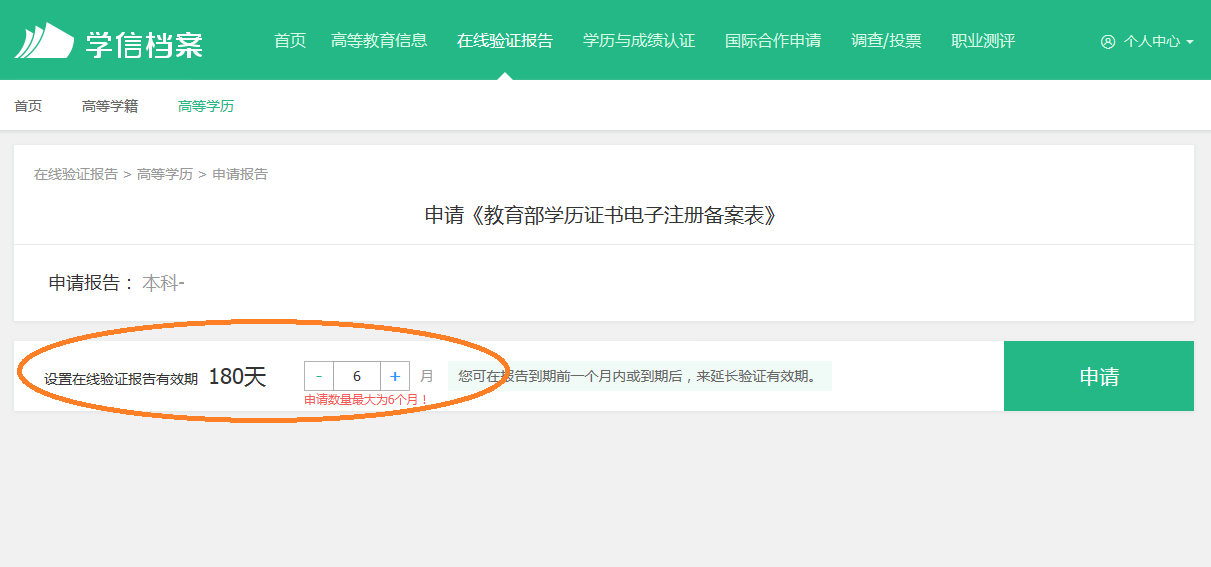 学信档案
首页 高等教育信息 在线验证报告 学历与成绩认证 国际合作申请 调查/投票 职业测评 个人中心
首页 高等学籍 高等学历
在线验证报告 > 高等学历 > 申请报告
申请《教育部学历证书电子注册备案表》
申请报告： 本科-
设置在线验证报告有效期 180天 - 6 + 月 您可在报告到期前一个月内或到期后，来延长验证有效期。 申请
申请数量最大为6个月！